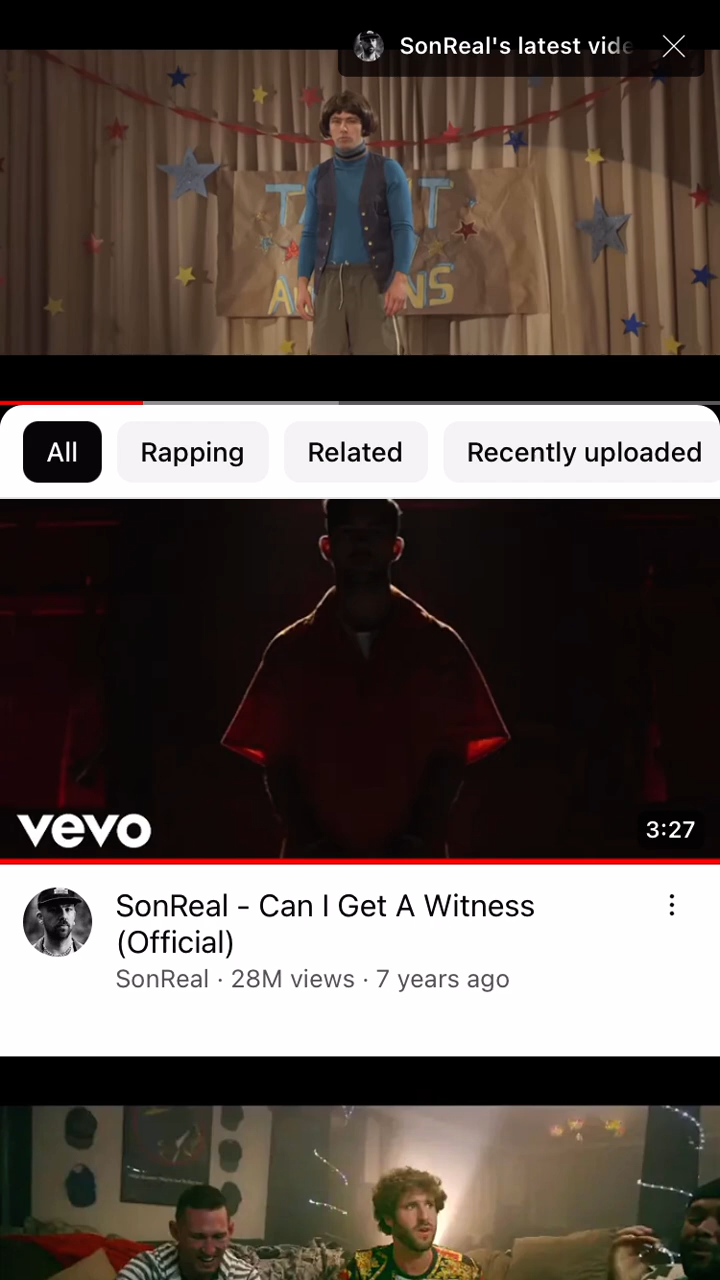 SonReal's latest vide
All
Rapping
Related
Recently uploaded
vevo
3:27
SonReal - Can I Get A Witness
(Official)
SonReal · 28M views · 7 years ago